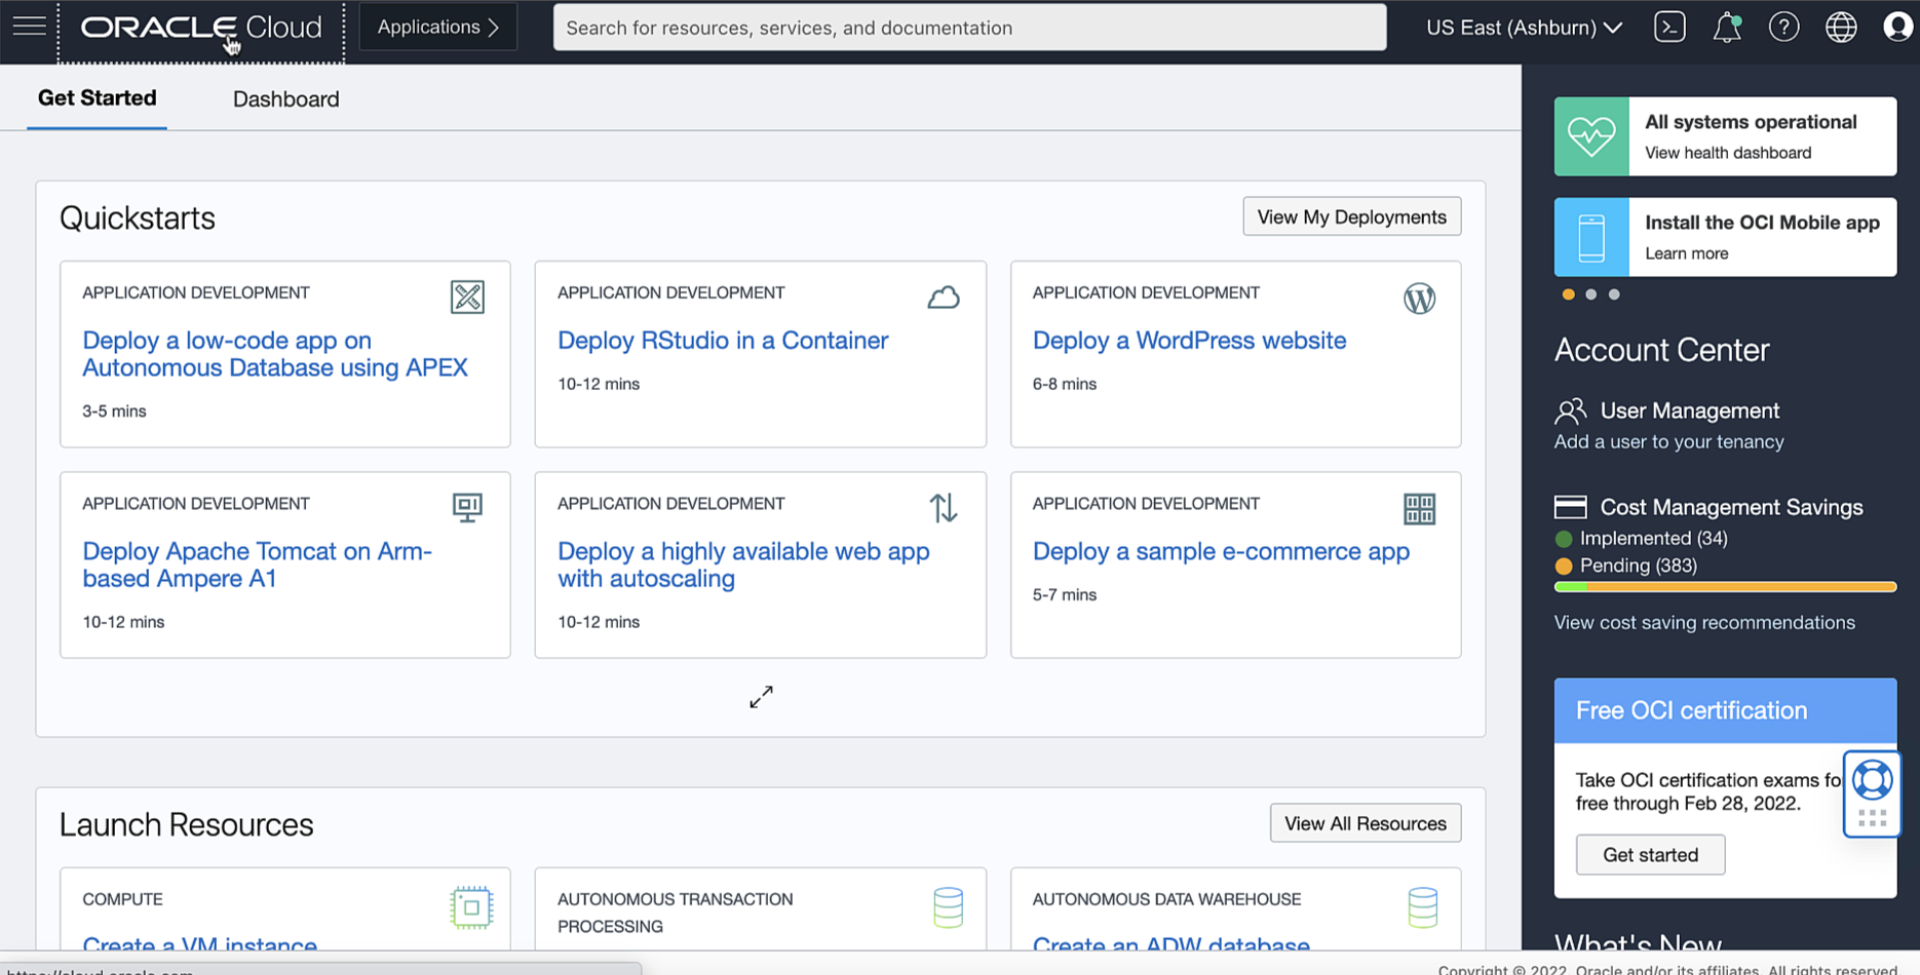 ORACLE Cloud
Applications
Search for resources, services, and documentation
US East (Ashburn)
Get Started
Dashboard
Quickstarts
View My Deployments
APPLICATION DEVELOPMENT
Deploy a low-code app on
Autonomous Database using APEX
3-5 mins
APPLICATION DEVELOPMENT
Deploy RStudio in a Container
10-12 mins
APPLICATION DEVELOPMENT
Deploy a WordPress website
6-8 mins
APPLICATION DEVELOPMENT
Deploy Apache Tomcat on Arm-
based Ampere A1
10-12 mins
APPLICATION DEVELOPMENT
Deploy a highly available web app
with autoscaling
10-12 mins
APPLICATION DEVELOPMENT
Deploy a sample e-commerce app
5-7 mins
Launch Resources
View All Resources
COMPUTE
Create a VM instance
AUTONOMOUS TRANSACTION
PROCESSING
AUTONOMOUS DATA WAREHOUSE
Create an ADW database
All systems operational
View health dashboard
Install the OCI Mobile app
Learn more
Account Center
User Management
Add a user to your tenancy
Cost Management Savings
Implemented (34)
Pending (383)
View cost saving recommendations
Free OCI certification
Take OCI certification exams fo
free through Feb 28, 2022.
Get started
What's New
https://cloud.oracle.com
Copyright © 2022, Oracle and/or its affiliates. All rights reserved.